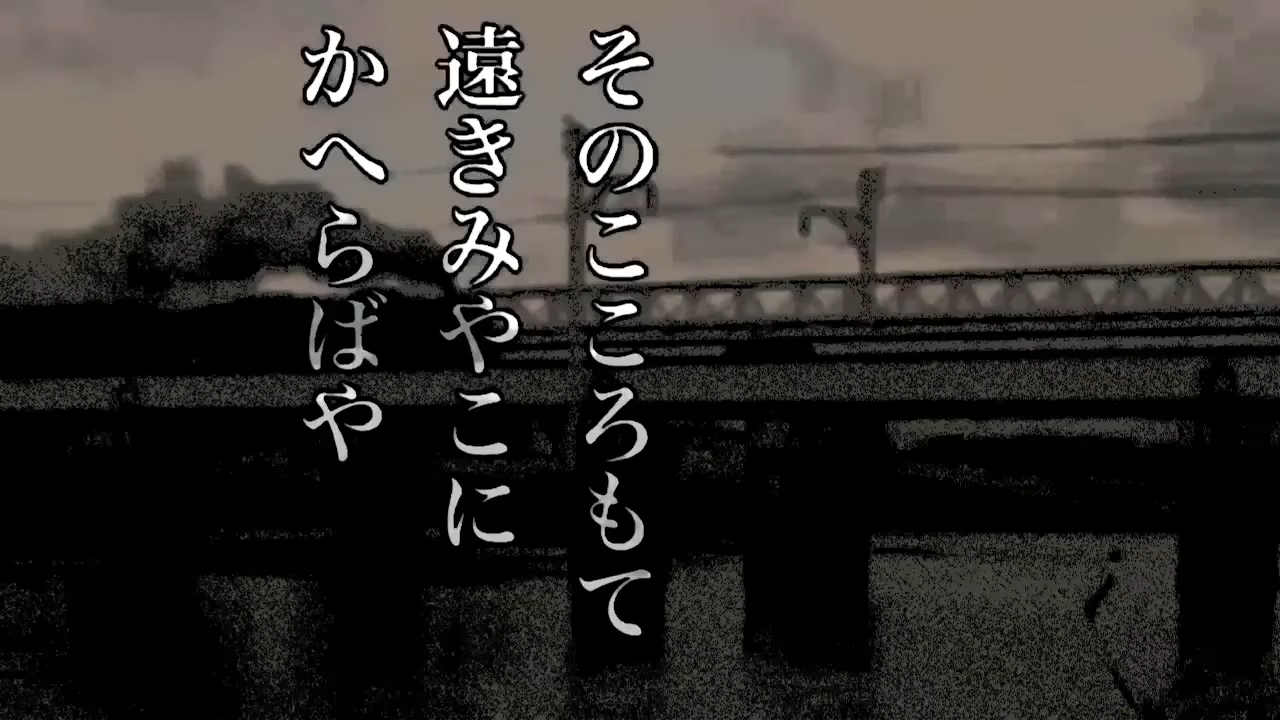 そのこころもて
遠きみやこに
かへらばや